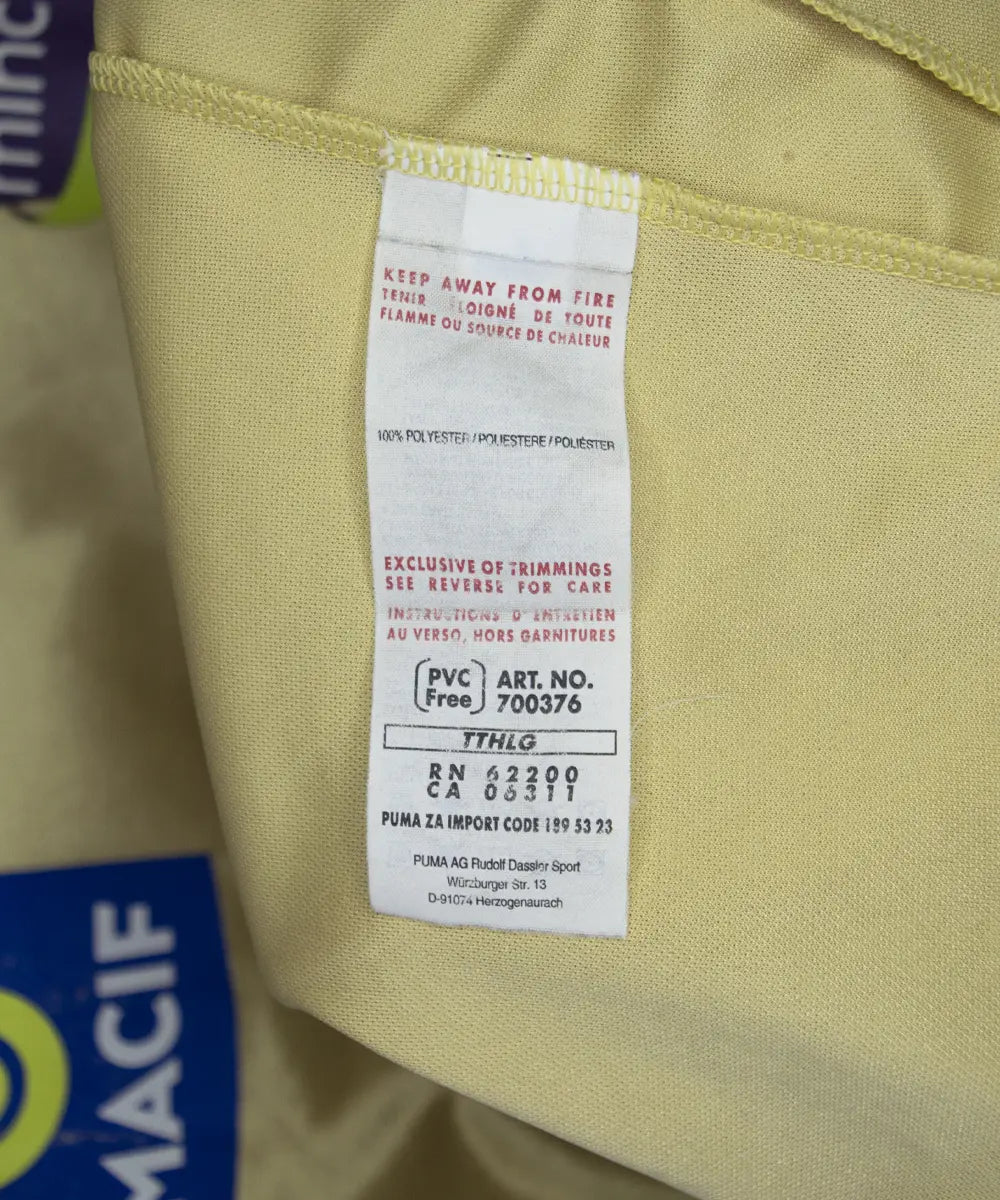 minc
KEEP AWAY FROM FIRE
TENIR ÉLOIGNÉ DE TOUTE
FLAMME OU SOURCE DE CHALEUR
100% POLYESTER / POLIESTERE / POLIÉSTER
EXCLUSIVE OF TRIMMINGS
SEE REVERSE FOR CARE
INSTRUCTIONS D'ENTRETIEN
AU VERSO, HORS GARNITURES
PVC Free
ART. NO.
700376
TTHLG
RN 62200
CA 06311
PUMA ZA IMPORT CODE 189 53 23
PUMA AG Rudolf Dassler Sport
Würzburger Str. 13
D-91074 Herzogenaurach
MACIF